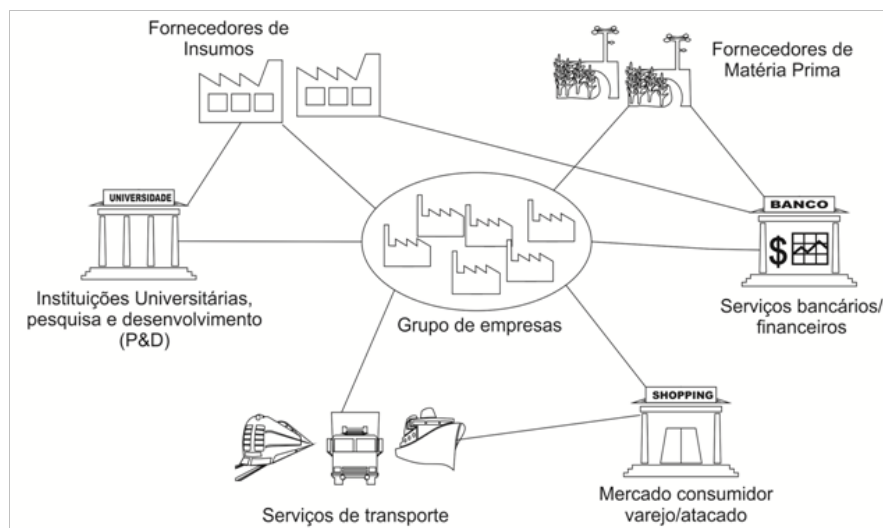 Fornecedores de
Insumos
Fornecedores de
Matéria Prima
UNIVERSIDADE
BANCO
$
Instituições Universitárias,
pesquisa e desenvolvimento
(P&D)
Grupo de empresas
Serviços bancários/
financeiros
SHOPPING
Serviços de transporte
Mercado consumidor
varejo/atacado